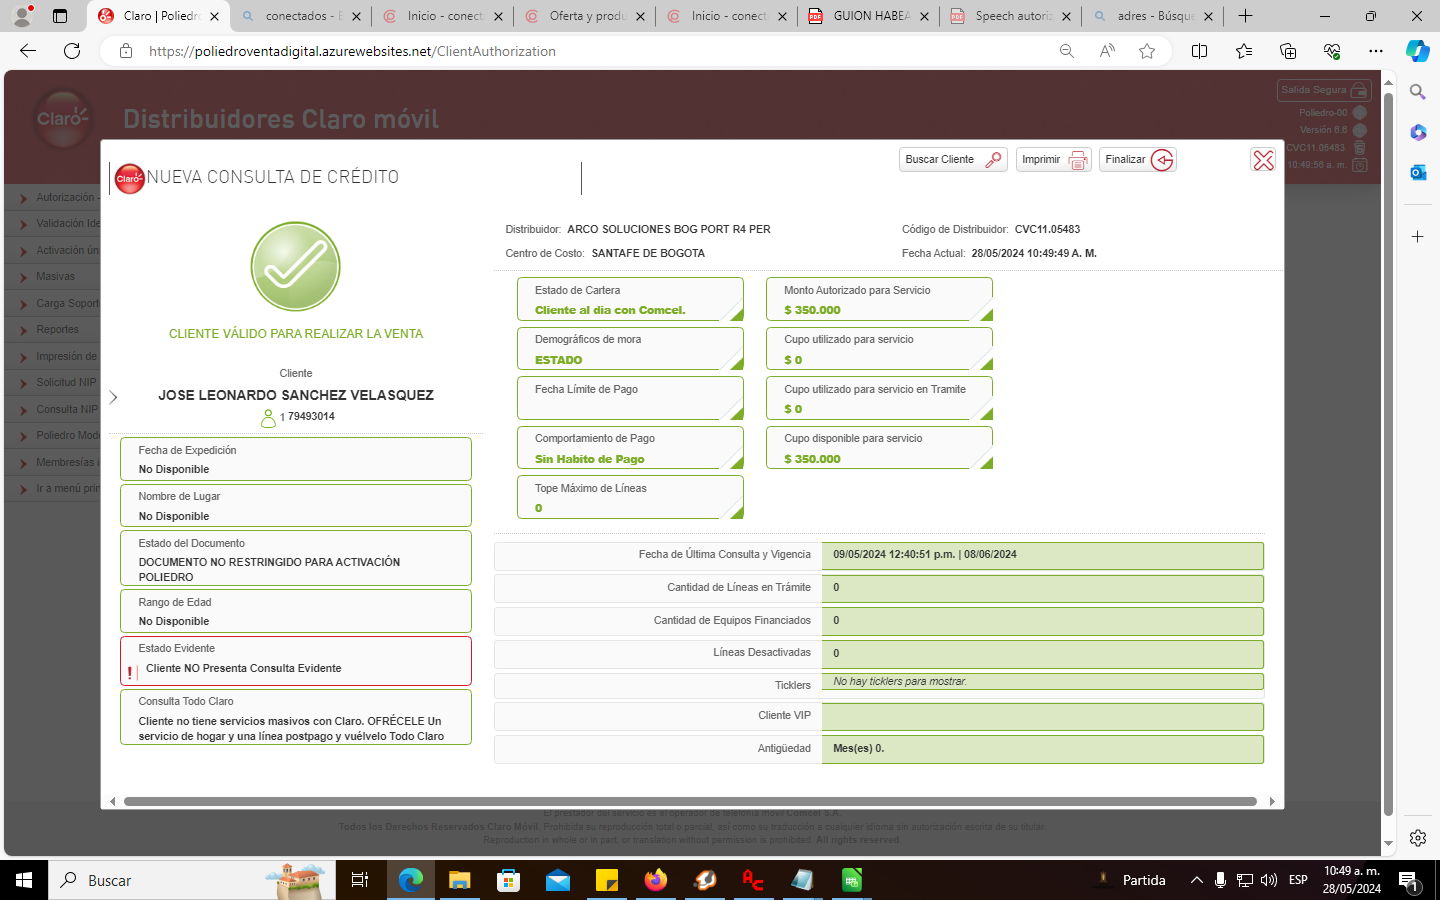 Claro | Poliedro
conectados - B
Inicio - conect
Oferta y produ
Inicio - conect
GUION HABEA
Speech autoriz
adres - Búsque
https://poliedroventadigital.azurewebsites.net/ClientAuthorization
Claro
Distribuidores Claro móvil
Salida Segura
Poliedro-00
Versión 6.6
CVC11.05483
10:49:56 a. m.
Autorización -
Validación Ide
Activación ún
Masivas
Carga Soport
Reportes
Impresión de
Solicitud NIP
Consulta NIP
Poliedro Mod
Membresías i
Ir a menú prin
Claro
NUEVA CONSULTA DE CRÉDITO
Buscar Cliente
Imprimir
Finalizar
CLIENTE VÁLIDO PARA REALIZAR LA VENTA
Cliente
JOSE LEONARDO SANCHEZ VELASQUEZ
1 79493014
Fecha de Expedición
No Disponible
Nombre de Lugar
No Disponible
Estado del Documento
DOCUMENTO NO RESTRINGIDO PARA ACTIVACIÓN
POLIEDRO
Rango de Edad
No Disponible
Estado Evidente
Cliente NO Presenta Consulta Evidente
Consulta Todo Claro
Cliente no tiene servicios masivos con Claro. OFRÉCELE Un
servicio de hogar y una línea postpago y vuélvelo Todo Claro
Distribuidor: ARCO SOLUCIONES BOG PORT R4 PER
Código de Distribuidor: CVC11.05483
Centro de Costo: SANTAFE DE BOGOTA
Fecha Actual: 28/05/2024 10:49:49 A. M.
Estado de Cartera
Cliente al dia con Comcel.
Monto Autorizado para Servicio
$ 350.000
Demográficos de mora
ESTADO
Cupo utilizado para servicio
$ 0
Fecha Límite de Pago
Cupo utilizado para servicio en Tramite
$ 0
Comportamiento de Pago
Sin Habito de Pago
Cupo disponible para servicio
$ 350.000
Tope Máximo de Líneas
0
Fecha de Última Consulta y Vigencia 09/05/2024 12:40:51 p.m. | 08/06/2024
Cantidad de Líneas en Trámite 0
Cantidad de Equipos Financiados 0
Líneas Desactivadas 0
Ticklers No hay ticklers para mostrar.
Cliente VIP
Antigüedad Mes(es) 0.
El prestador del servicio es el operador de telefonía móvil Comcel S.A.
Todos los Derechos Reservados Claro Móvil. Prohibida su reproducción total o parcial, así como su traducción a cualquier idioma sin autorización escrita de su titular.
Reproduction in whole or in part, or translation without permission is prohibited. All rights reserved.
Buscar
Partida
ESP
10:49 a. m.
28/05/2024
1